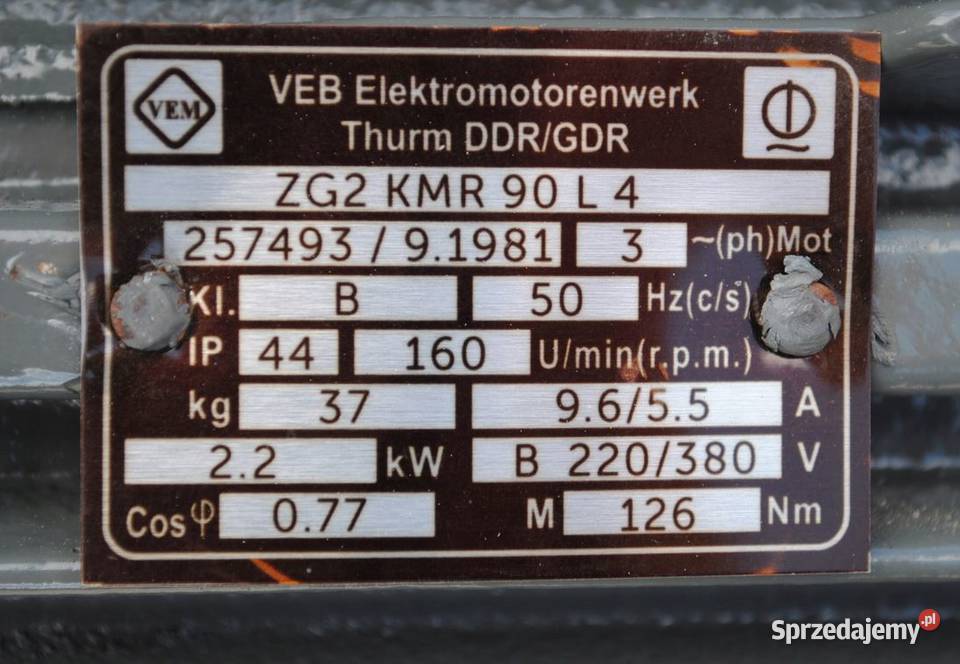 VEM
VEB Elektromotorenwerk
Thurm DDR/GDR
ZG2 KMR 90 L 4
257493 / 9.1981 3 ~(ph)Mot
Kl. B 50 Hz(c/s)
IP 44 160 U/min(r.p.m.)
kg 37 9.6/5.5 A
2.2 kW B 220/380 V
Cosφ 0.77 M 126 Nm
Sprzedajemy.pl